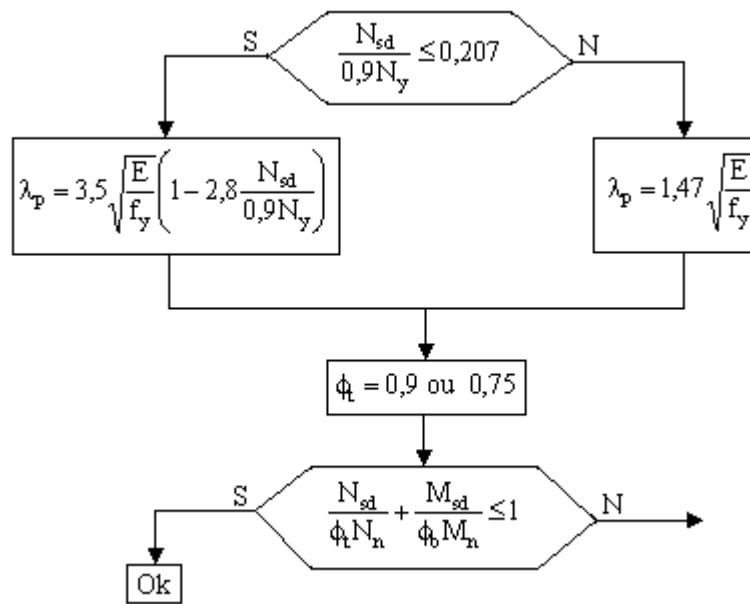 S
N_sd/0,9N_y ≤ 0,207
N
λ_p = 3,5√(E/f_y)(1 − 2,8 N_sd/0,9N_y)
λ_p = 1,47√(E/f_y)
ϕ_t = 0,9 ou 0,75
S
N_sd/ϕ_t N_n + M_sd/ϕ_b M_n ≤ 1
N
Ok